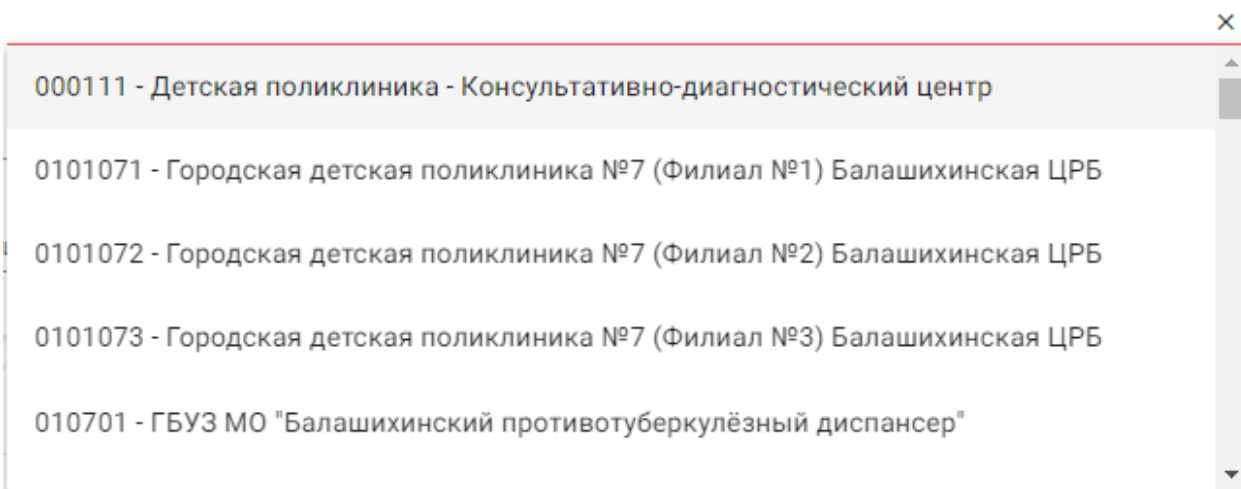 000111 - Детская поликлиника - Консультативно-диагностический центр
0101071 - Городская детская поликлиника №7 (Филиал №1) Балашихинская ЦРБ
0101072 - Городская детская поликлиника №7 (Филиал №2) Балашихинская ЦРБ
0101073 - Городская детская поликлиника №7 (Филиал №3) Балашихинская ЦРБ
010701 - ГБУЗ МО "Балашихинский противотуберкулёзный диспансер"